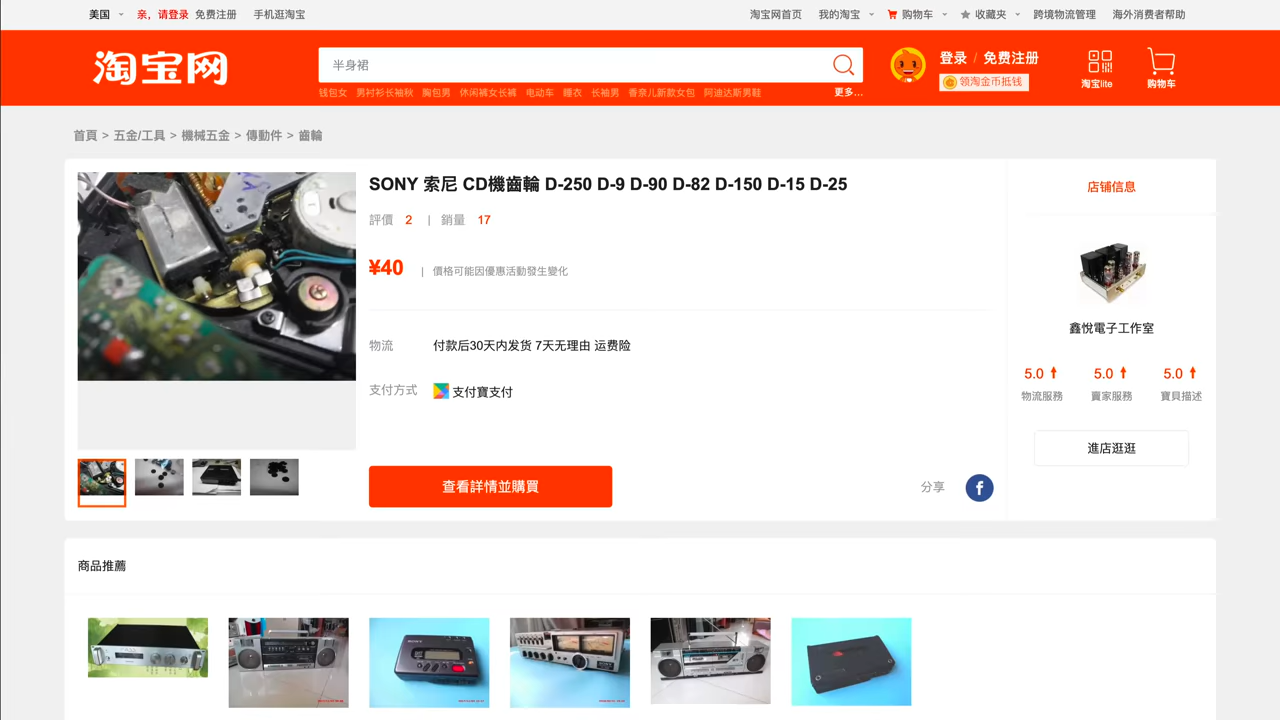 美国 亲，请登录 免费注册 手机逛淘宝 淘宝网首页 我的淘宝 购物车 收藏夹 跨境物流管理 海外消费者帮助
淘宝网 半身裙 登录 / 免费注册
领淘金币抵钱
淘宝lite 购物车
钱包女 男衬衫长袖秋 胸包男 休闲裤女长裤 电动车 睡衣 长袖男 香奈儿新款女包 阿迪达斯男鞋 更多...
首頁 > 五金/工具 > 機械五金 > 傳動件 > 齒輪
SONY 索尼 CD機齒輪 D-250 D-9 D-90 D-82 D-150 D-15 D-25
評價 2 | 銷量 17
¥40 | 價格可能因優惠活動發生變化
物流 付款后30天内发货 7天无理由 运费险
支付方式 支付寶支付
查看詳情並購買
分享 f
店铺信息
鑫悅電子工作室
5.0 5.0 5.0
物流服務 賣家服務 寶貝描述
進店逛逛
商品推薦